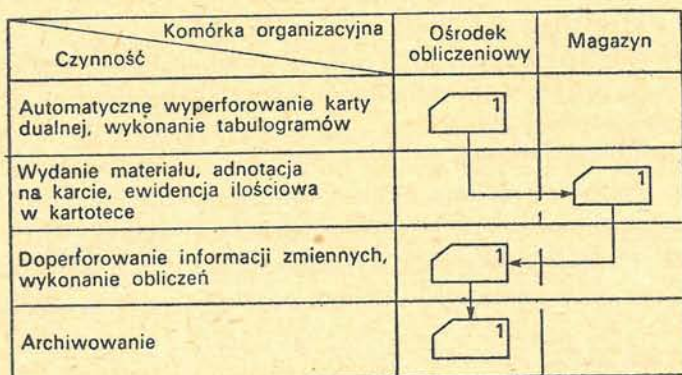 Komórka organizacyjna
Czynność
Ośrodek
obliczeniowy
Magazyn
Automatyczne wyperforowanie karty
dualnej, wykonanie tabulogramów
1
Wydanie materiału, adnotacja
na karcie, ewidencja ilościowa
w kartotece
1
Doperforowanie informacji zmiennych,
wykonanie obliczeń
1
Archiwowanie
1